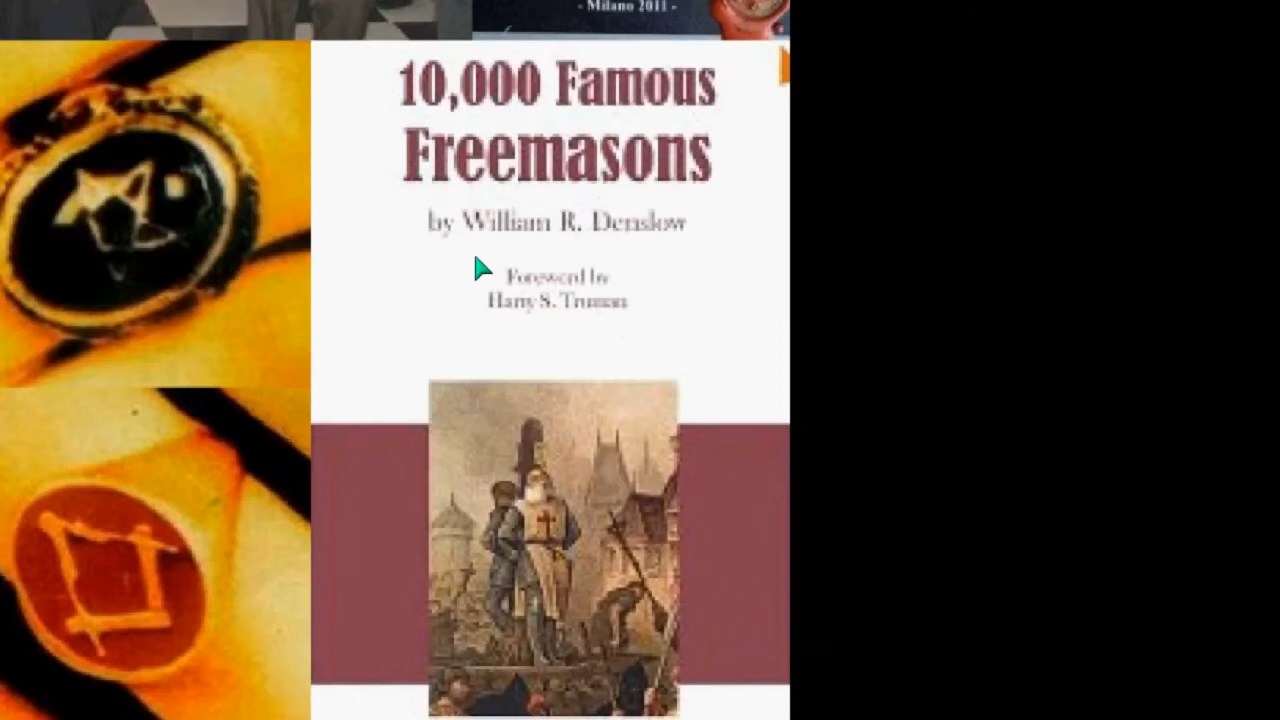 - Milano 2011 -
10,000 Famous
Freemasons
by William R. Denslow
Foreword by
Harry S. Truman